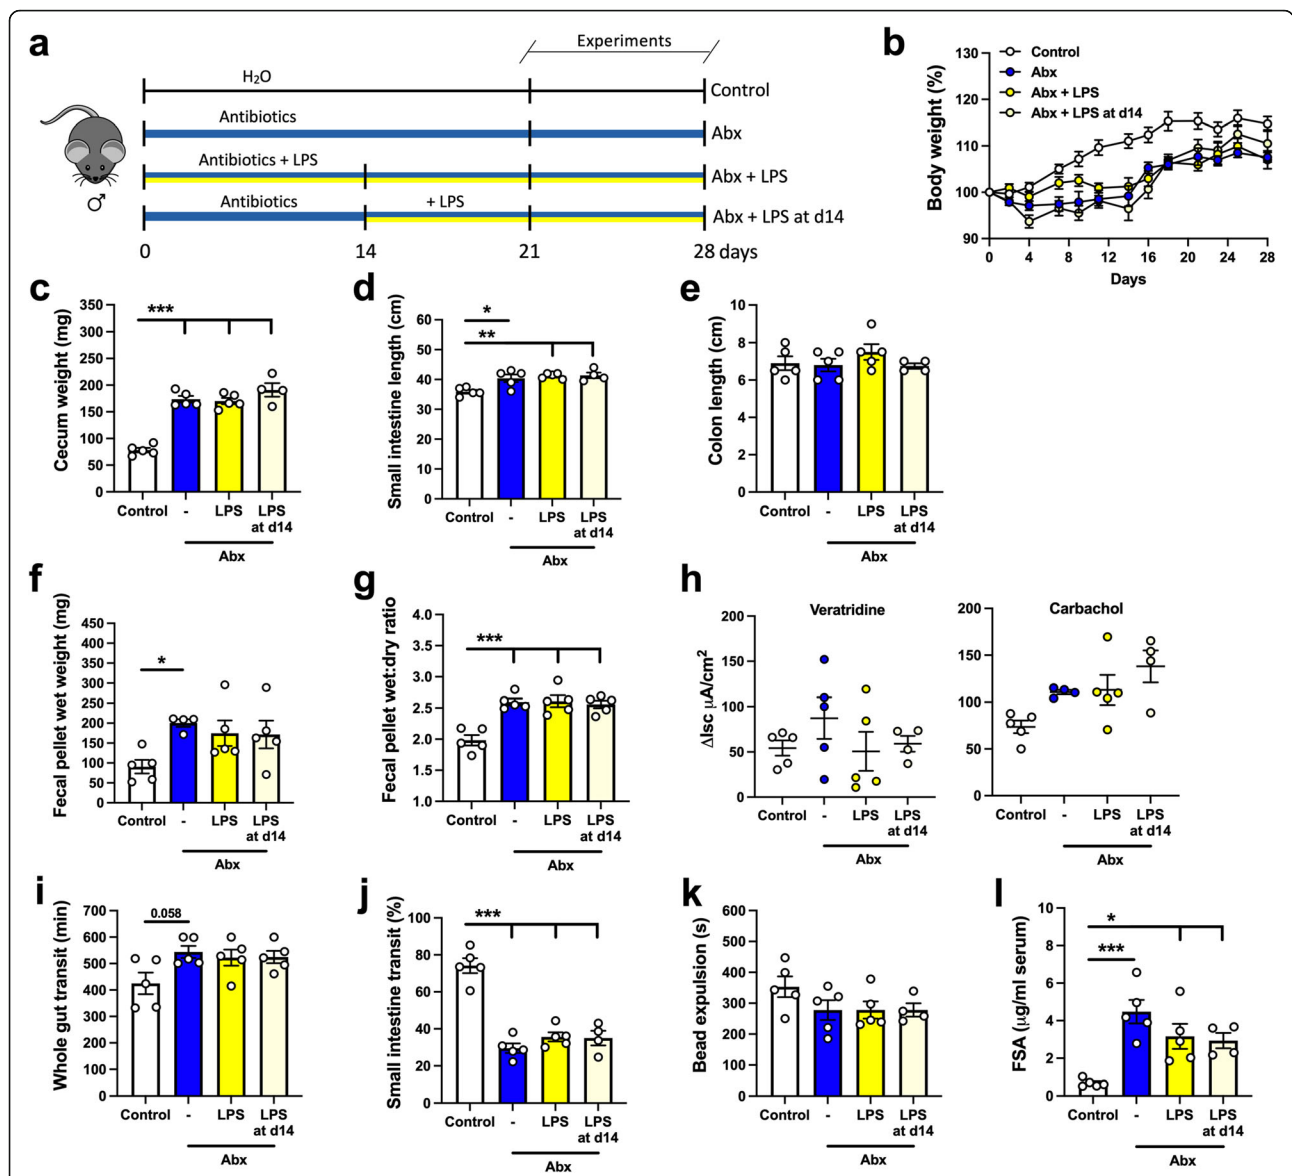 a
Experiments
H₂O
Control
Antibiotics
Abx
Antibiotics + LPS
Abx + LPS
♂
Antibiotics
+ LPS
Abx + LPS at d14
0
14
21
28 days
b
Body weight (%)
130
120
110
100
90
Control
Abx
Abx + LPS
Abx + LPS at d14
0 4 8 12 16 21 25 28
Days
c
Cecum weight (mg)
350
300
250
200
150
100
50
0
***
Control - LPS LPS
at d14
Abx
d
Small intestine length (cm)
60
50
40
30
20
10
0
*
**
Control - LPS LPS
at d14
Abx
e
Colon length (cm)
10
8
6
4
2
0
Control - LPS LPS
at d14
Abx
f
Fecal pellet wet weight (mg)
450
400
350
300
250
200
150
100
50
0
*
Control - LPS LPS
at d14
Abx
g
Fecal pellet wet:dry ratio
4.0
3.5
3.0
2.5
2.0
1.5
1.0
***
Control - LPS LPS
at d14
Abx
h
ΔIsc µA/cm²
Veratridine
200
150
100
50
0
Control - LPS LPS
at d14
Abx
Carbachol
200
150
100
50
0
Control - LPS LPS
at d14
Abx
i
Whole gut transit (min)
700
600
500
400
300
200
100
0
0.058
Control - LPS LPS
at d14
Abx
j
Small intestine transit (%)
100
80
60
40
20
0
***
Control - LPS LPS
at d14
Abx
k
Bead expulsion (s)
600
500
400
300
200
100
0
Control - LPS LPS
at d14
Abx
l
FSA (µg/ml serum)
10
8
6
4
2
0
*
***
Control - LPS LPS
at d14
Abx